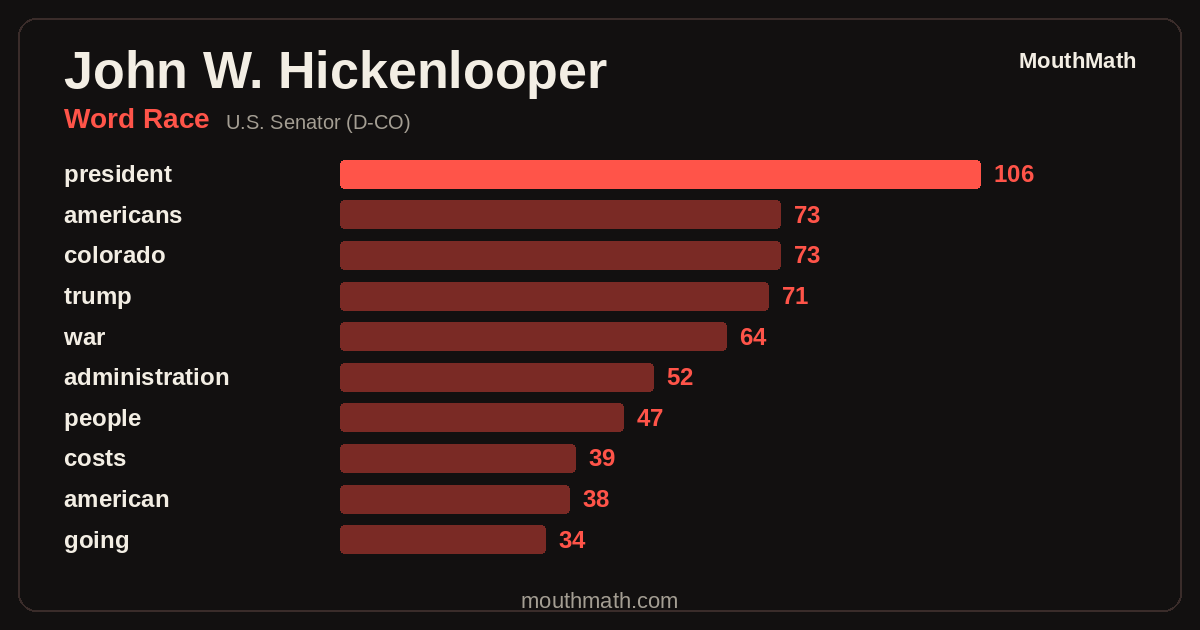 John W. Hickenlooper
MouthMath
Word Race U.S. Senator (D-CO)
president 106
americans 73
colorado 73
trump 71
war 64
administration 52
people 47
costs 39
american 38
going 34
mouthmath.com